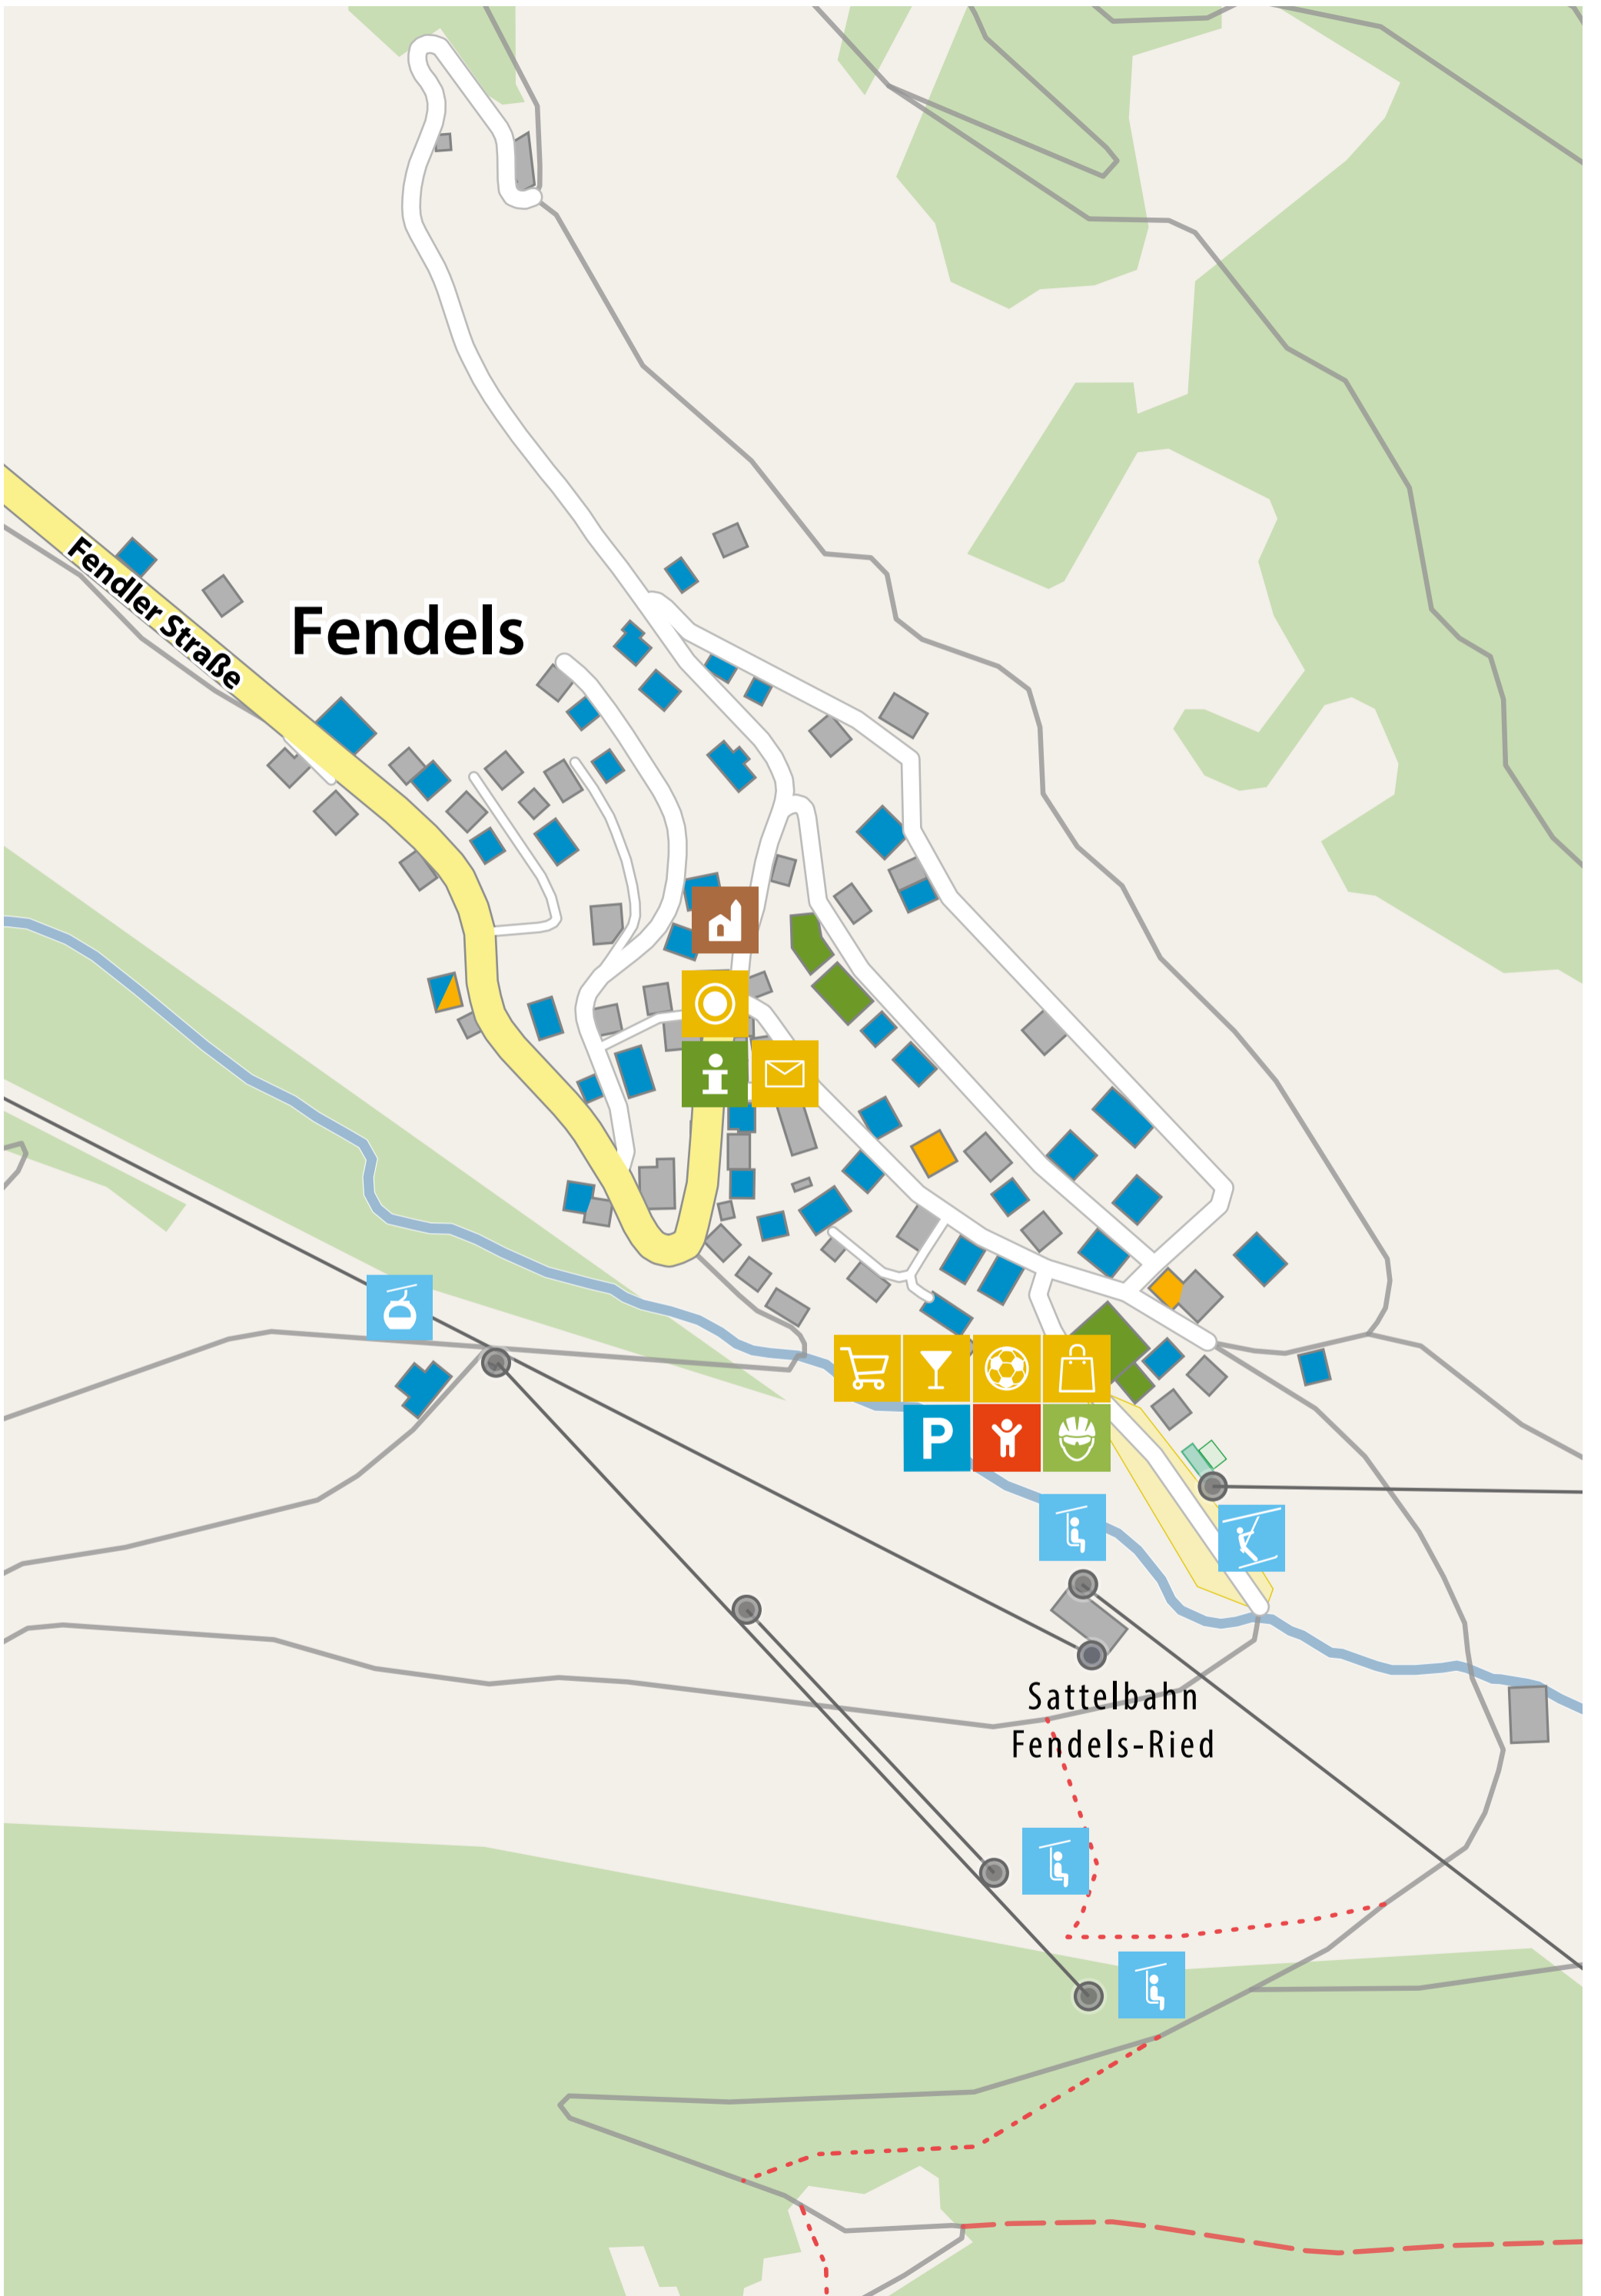 Fendler Straße
Fendels
P
Sattelbahn
Fendels-Ried